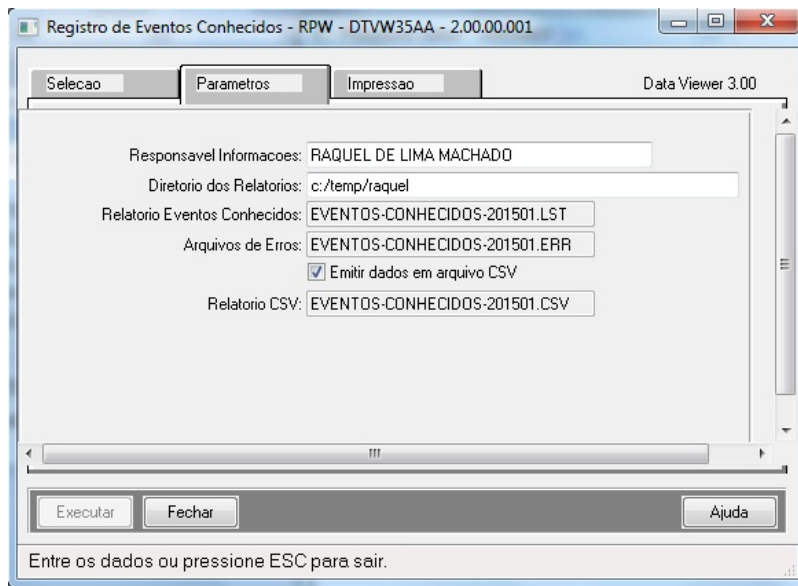 Registro de Eventos Conhecidos - RPW - DTVW35AA - 2.00.00.001
Selecao Parametros Impressao Data Viewer 3.00
Responsavel Informacoes: RAQUEL DE LIMA MACHADO
Diretorio dos Relatorios: c:/temp/raquel
Relatorio Eventos Conhecidos: EVENTOS-CONHECIDOS-201501.LST
Arquivos de Erros: EVENTOS-CONHECIDOS-201501.ERR
Emitir dados em arquivo CSV
Relatorio CSV: EVENTOS-CONHECIDOS-201501.CSV
Executar Fechar Ajuda
Entre os dados ou pressione ESC para sair.